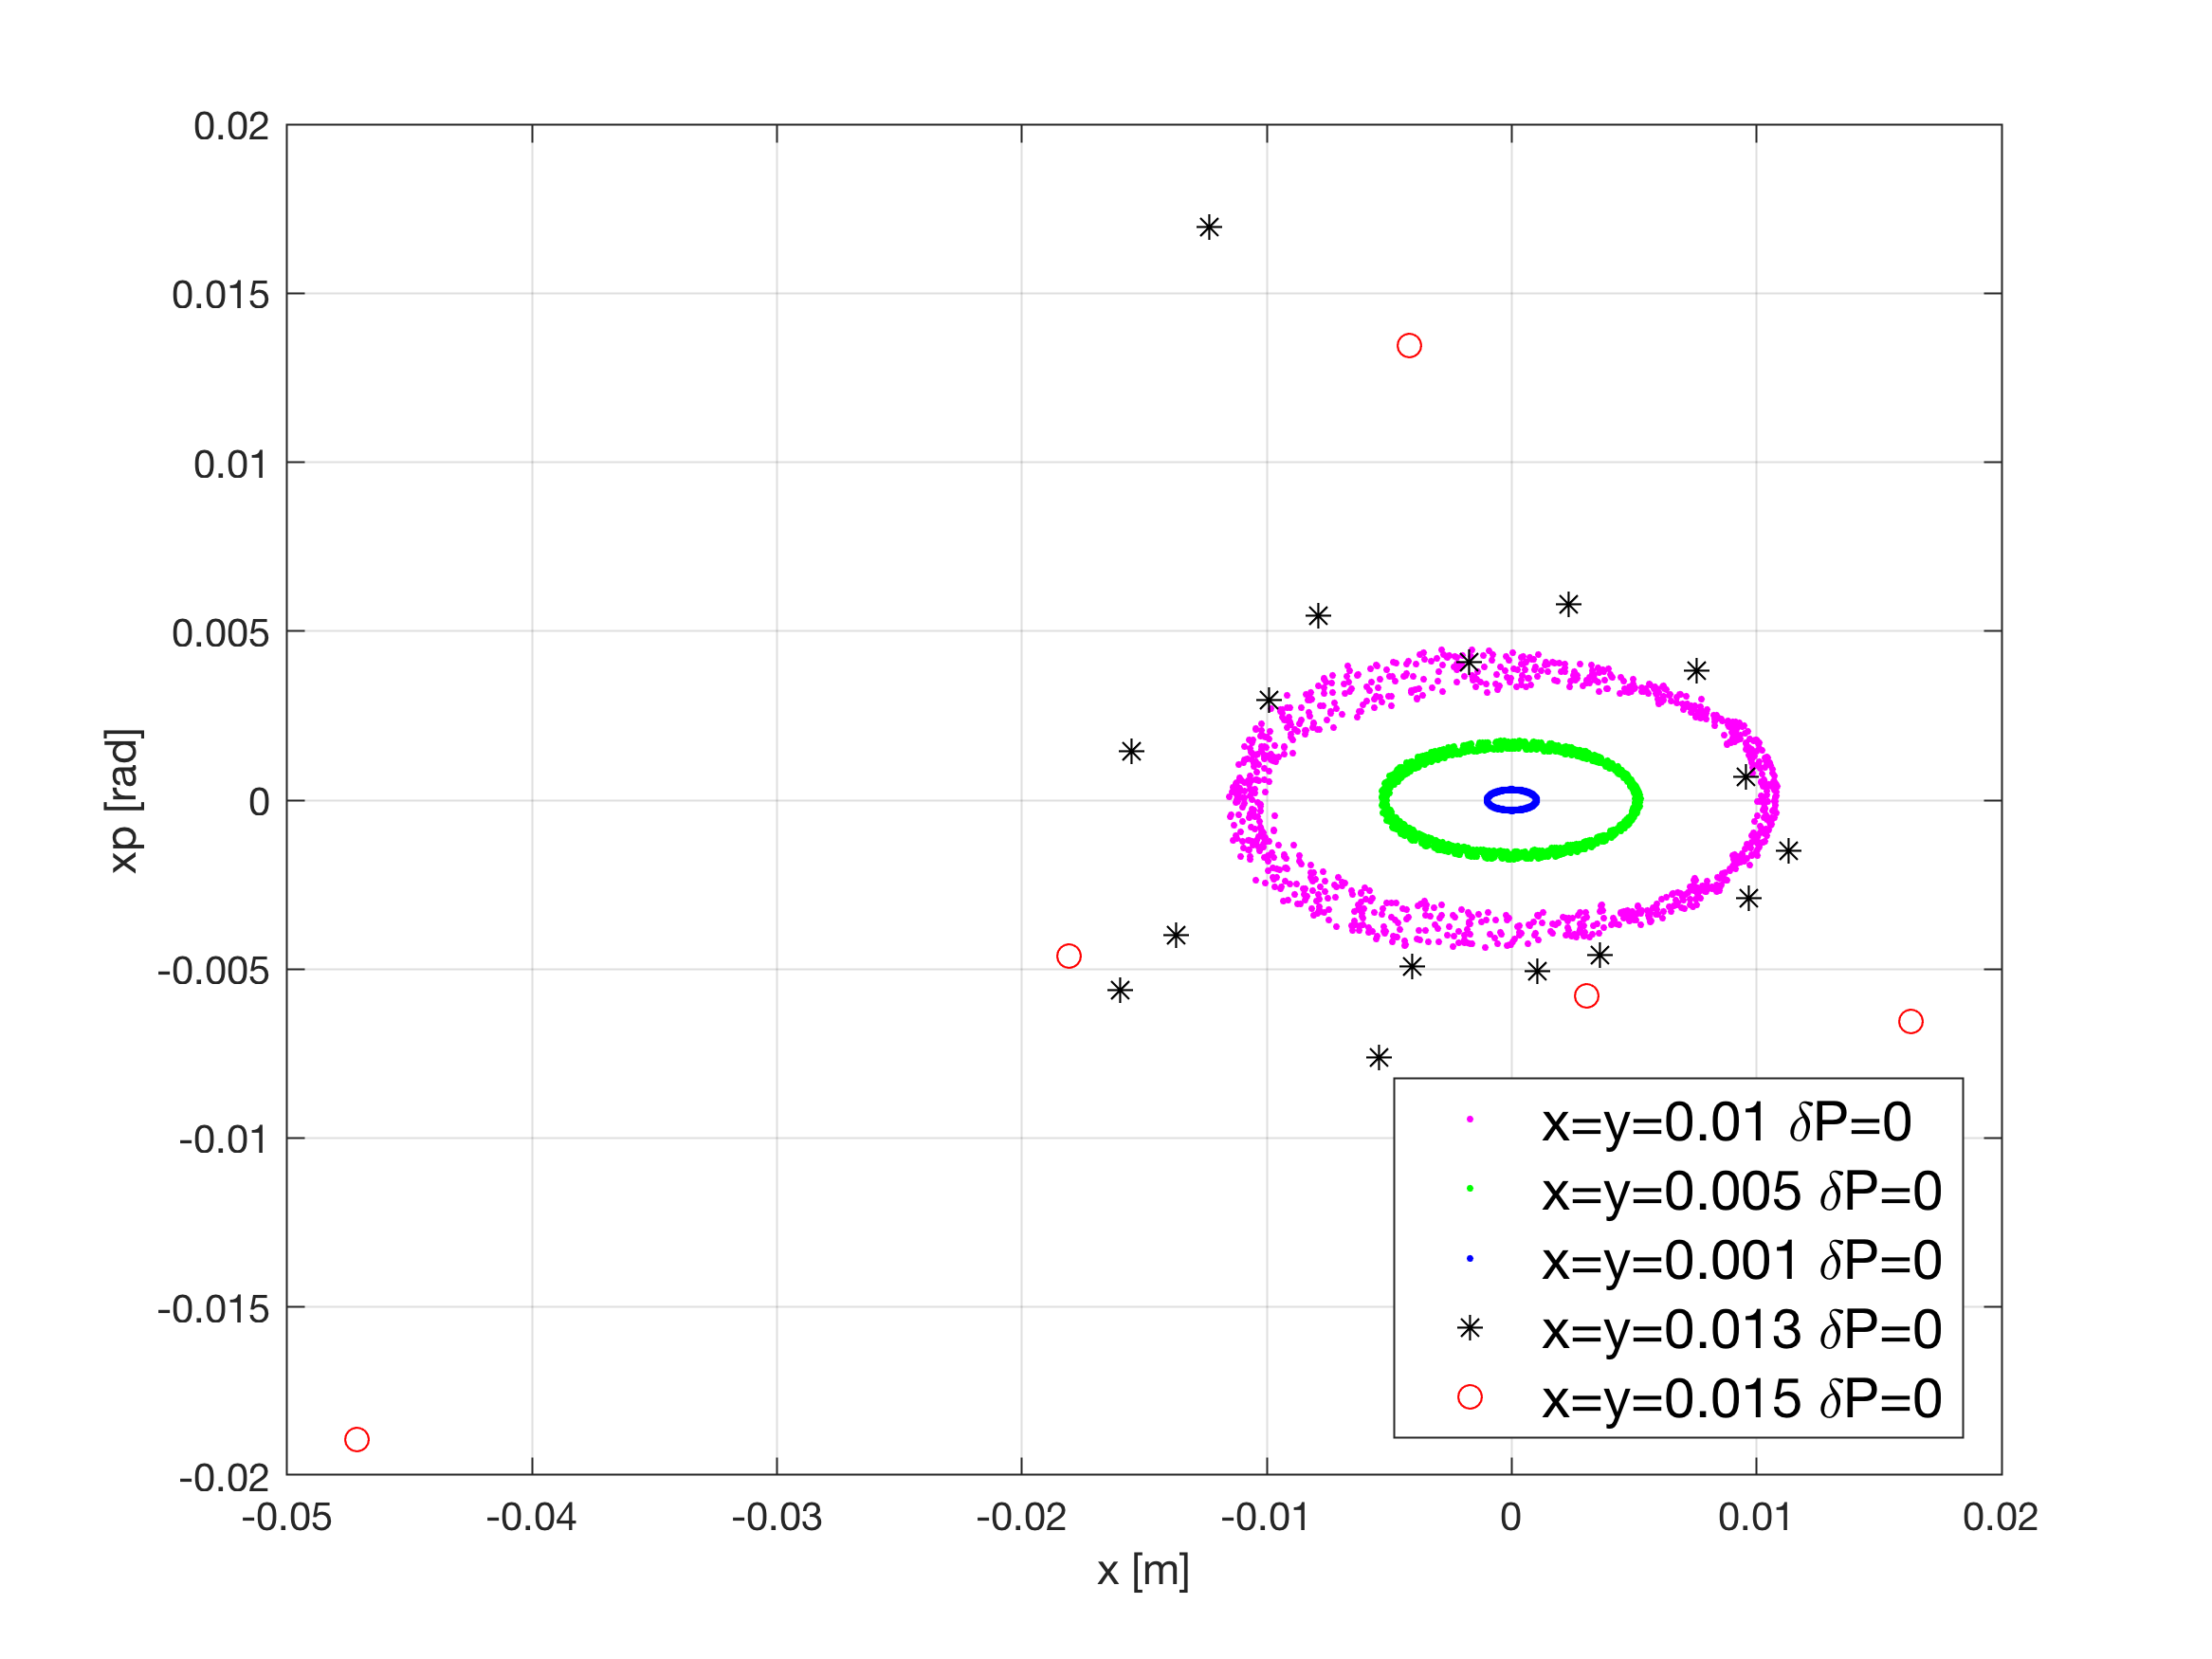 0.02
0.015
0.01
0.005
0
-0.005
-0.01
-0.015
-0.02
xp [rad]
-0.05 -0.04 -0.03 -0.02 -0.01 0 0.01 0.02
x [m]
x=y=0.01 δP=0
x=y=0.005 δP=0
x=y=0.001 δP=0
x=y=0.013 δP=0
x=y=0.015 δP=0